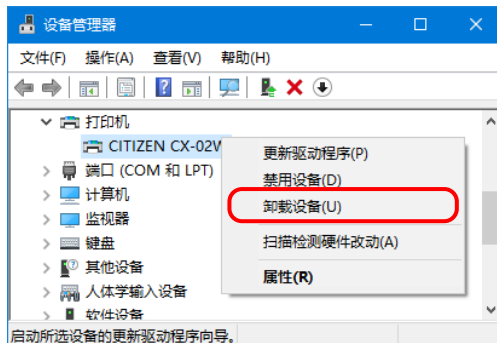 设备管理器
文件(F) 操作(A) 查看(V) 帮助(H)
打印机
CITIZEN CX-02W
端口 (COM 和 LPT)
计算机
监视器
键盘
其他设备
人体学输入设备
软件设备
更新驱动程序(P)
禁用设备(D)
卸载设备(U)
扫描检测硬件改动(A)
属性(R)
启动所选设备的更新驱动程序向导。